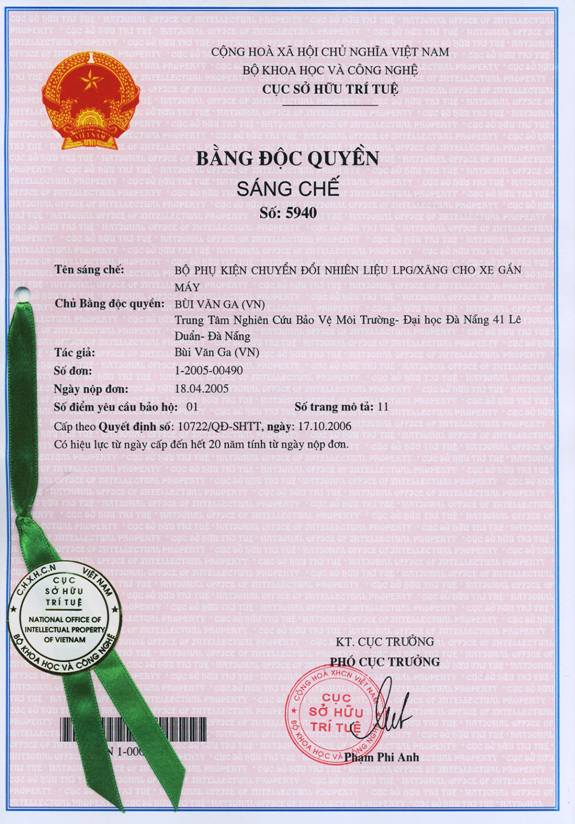 CỘNG HOÀ XÃ HỘI CHỦ NGHĨA VIỆT NAM
BỘ KHOA HỌC VÀ CÔNG NGHỆ
CỤC SỞ HỮU TRÍ TUỆ
VIỆT NAM
BẰNG ĐỘC QUYỀN
SÁNG CHẾ
Số: 5940
Tên sáng chế: BỘ PHỤ KIỆN CHUYỂN ĐỔI NHIÊN LIỆU LPG/XĂNG CHO XE GẮN
MÁY
Chủ Bằng độc quyền: BÙI VĂN GA (VN)
Trung Tâm Nghiên Cứu Bảo Vệ Môi Trường- Đại học Đà Nẵng 41 Lê
Duẩn- Đà Nẵng
Tác giả: Bùi Văn Ga (VN)
Số đơn: 1-2005-00490
Ngày nộp đơn: 18.04.2005
Số điểm yêu cầu bảo hộ: 01 Số trang mô tả: 11
Cấp theo Quyết định số: 10722/QĐ-SHTT, ngày: 17.10.2006
Có hiệu lực từ ngày cấp đến hết 20 năm tính từ ngày nộp đơn.
C.H.X.H.C.N VIỆT NAM
CỤC
SỞ HỮU
TRÍ TUỆ
NATIONAL OFFICE OF
INTELLECTUAL PROPERTY
OF VIETNAM
BỘ KHOA HỌC VÀ CÔNG NGHỆ
KT. CỤC TRƯỞNG
PHÓ CỤC TRƯỞNG
CỘNG HOÀ XHCN VIỆT NAM
CỤC
SỞ HỮU
TRÍ TUỆ
BỘ KHOA HỌC VÀ CÔNG NGHỆ
Phạm Phi Anh